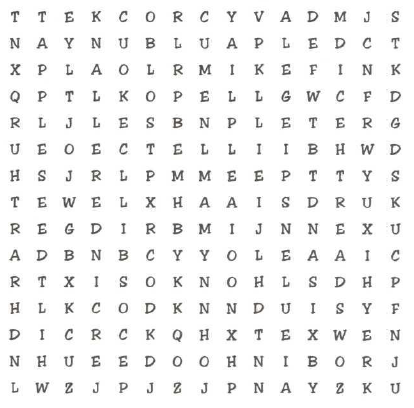 T T E K C O R C Y V A D M J S
N A Y N U B L U A P L E D C T
X P L A O L R M I K E F I N K
Q P T L K O P E L L G W C F D
R L J L E S B N P L E T E R G
U E O E C T E L L I I B H W D
H S J R L P M M E E P T T Y S
T E W E L X H A A I S D R U K
R E G D I R B M I J N N E X U
A D B N B C Y Y O L E A A I C
R T X I S O K N O H L S D H P
H L K C O D K N N D U I S Y F
D I C R C K Q H X T E X W E N
N H U E E D O O H N I B O R J
L W Z J P J Z J P N A Y Z K U